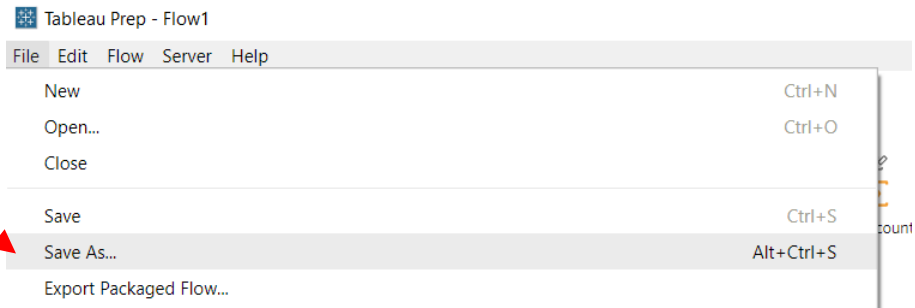 Tableau Prep - Flow1
File Edit Flow Server Help
New Ctrl+N
Open... Ctrl+O
Close
Save Ctrl+S
Save As... Alt+Ctrl+S
Export Packaged Flow...